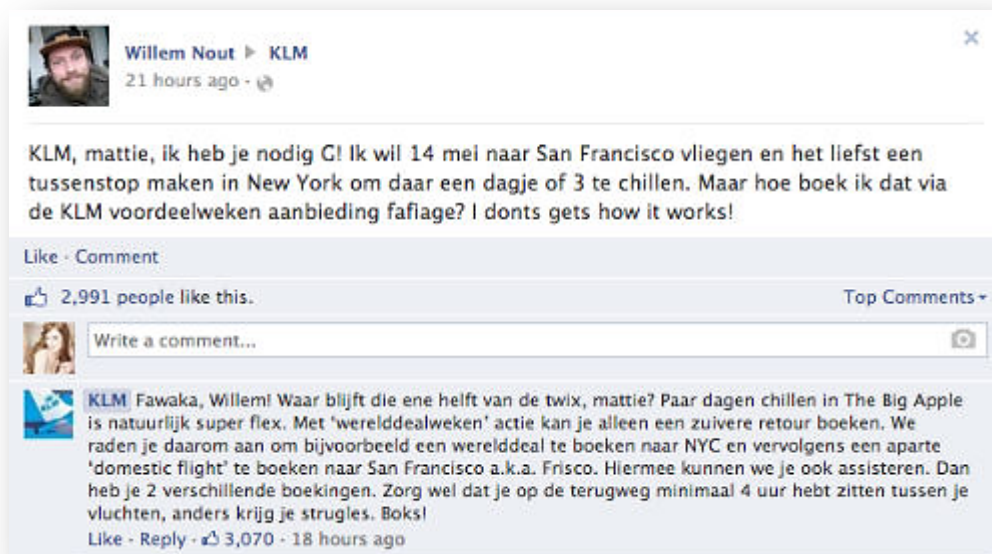 Willem Nout ▶ KLM
21 hours ago ·
KLM, mattie, ik heb je nodig G! Ik wil 14 mei naar San Francisco vliegen en het liefst een
tussenstop maken in New York om daar een dagje of 3 te chillen. Maar hoe boek ik dat via
de KLM voordeelweken aanbieding fafiage? I donts gets how it works!
Like · Comment
2,991 people like this.
Top Comments
Write a comment...
KLM Fawaka, Willem! Waar blijft die ene helft van de twix, mattie? Paar dagen chillen in The Big Apple
is natuurlijk super flex. Met ‘werelddealweken’ actie kan je alleen een zuivere retour boeken. We
raden je daarom aan om bijvoorbeeld een werelddeal te boeken naar NYC en vervolgens een aparte
‘domestic flight’ te boeken naar San Francisco a.k.a. Frisco. Hiermee kunnen we je ook assisteren. Dan
heb je 2 verschillende boekingen. Zorg wel dat je op de terugweg minimaal 4 uur hebt zitten tussen je
vluchten, anders krijg je strugles. Boks!
Like · Reply · 3,070 · 18 hours ago